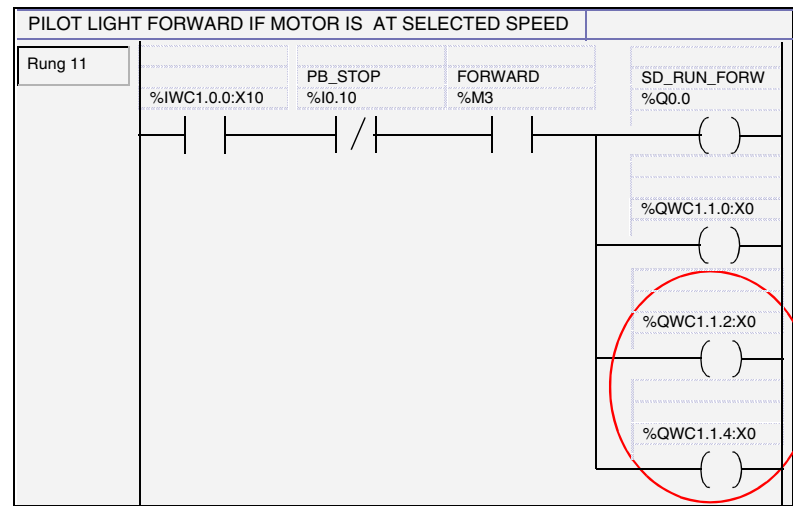 PILOT LIGHT FORWARD IF MOTOR IS AT SELECTED SPEED
Rung 11
PB_STOP FORWARD SD_RUN_FORW
%IWC1.0.0:X10 %I0.10 %M3 %Q0.0
%QWC1.1.0:X0
%QWC1.1.2:X0
%QWC1.1.4:X0